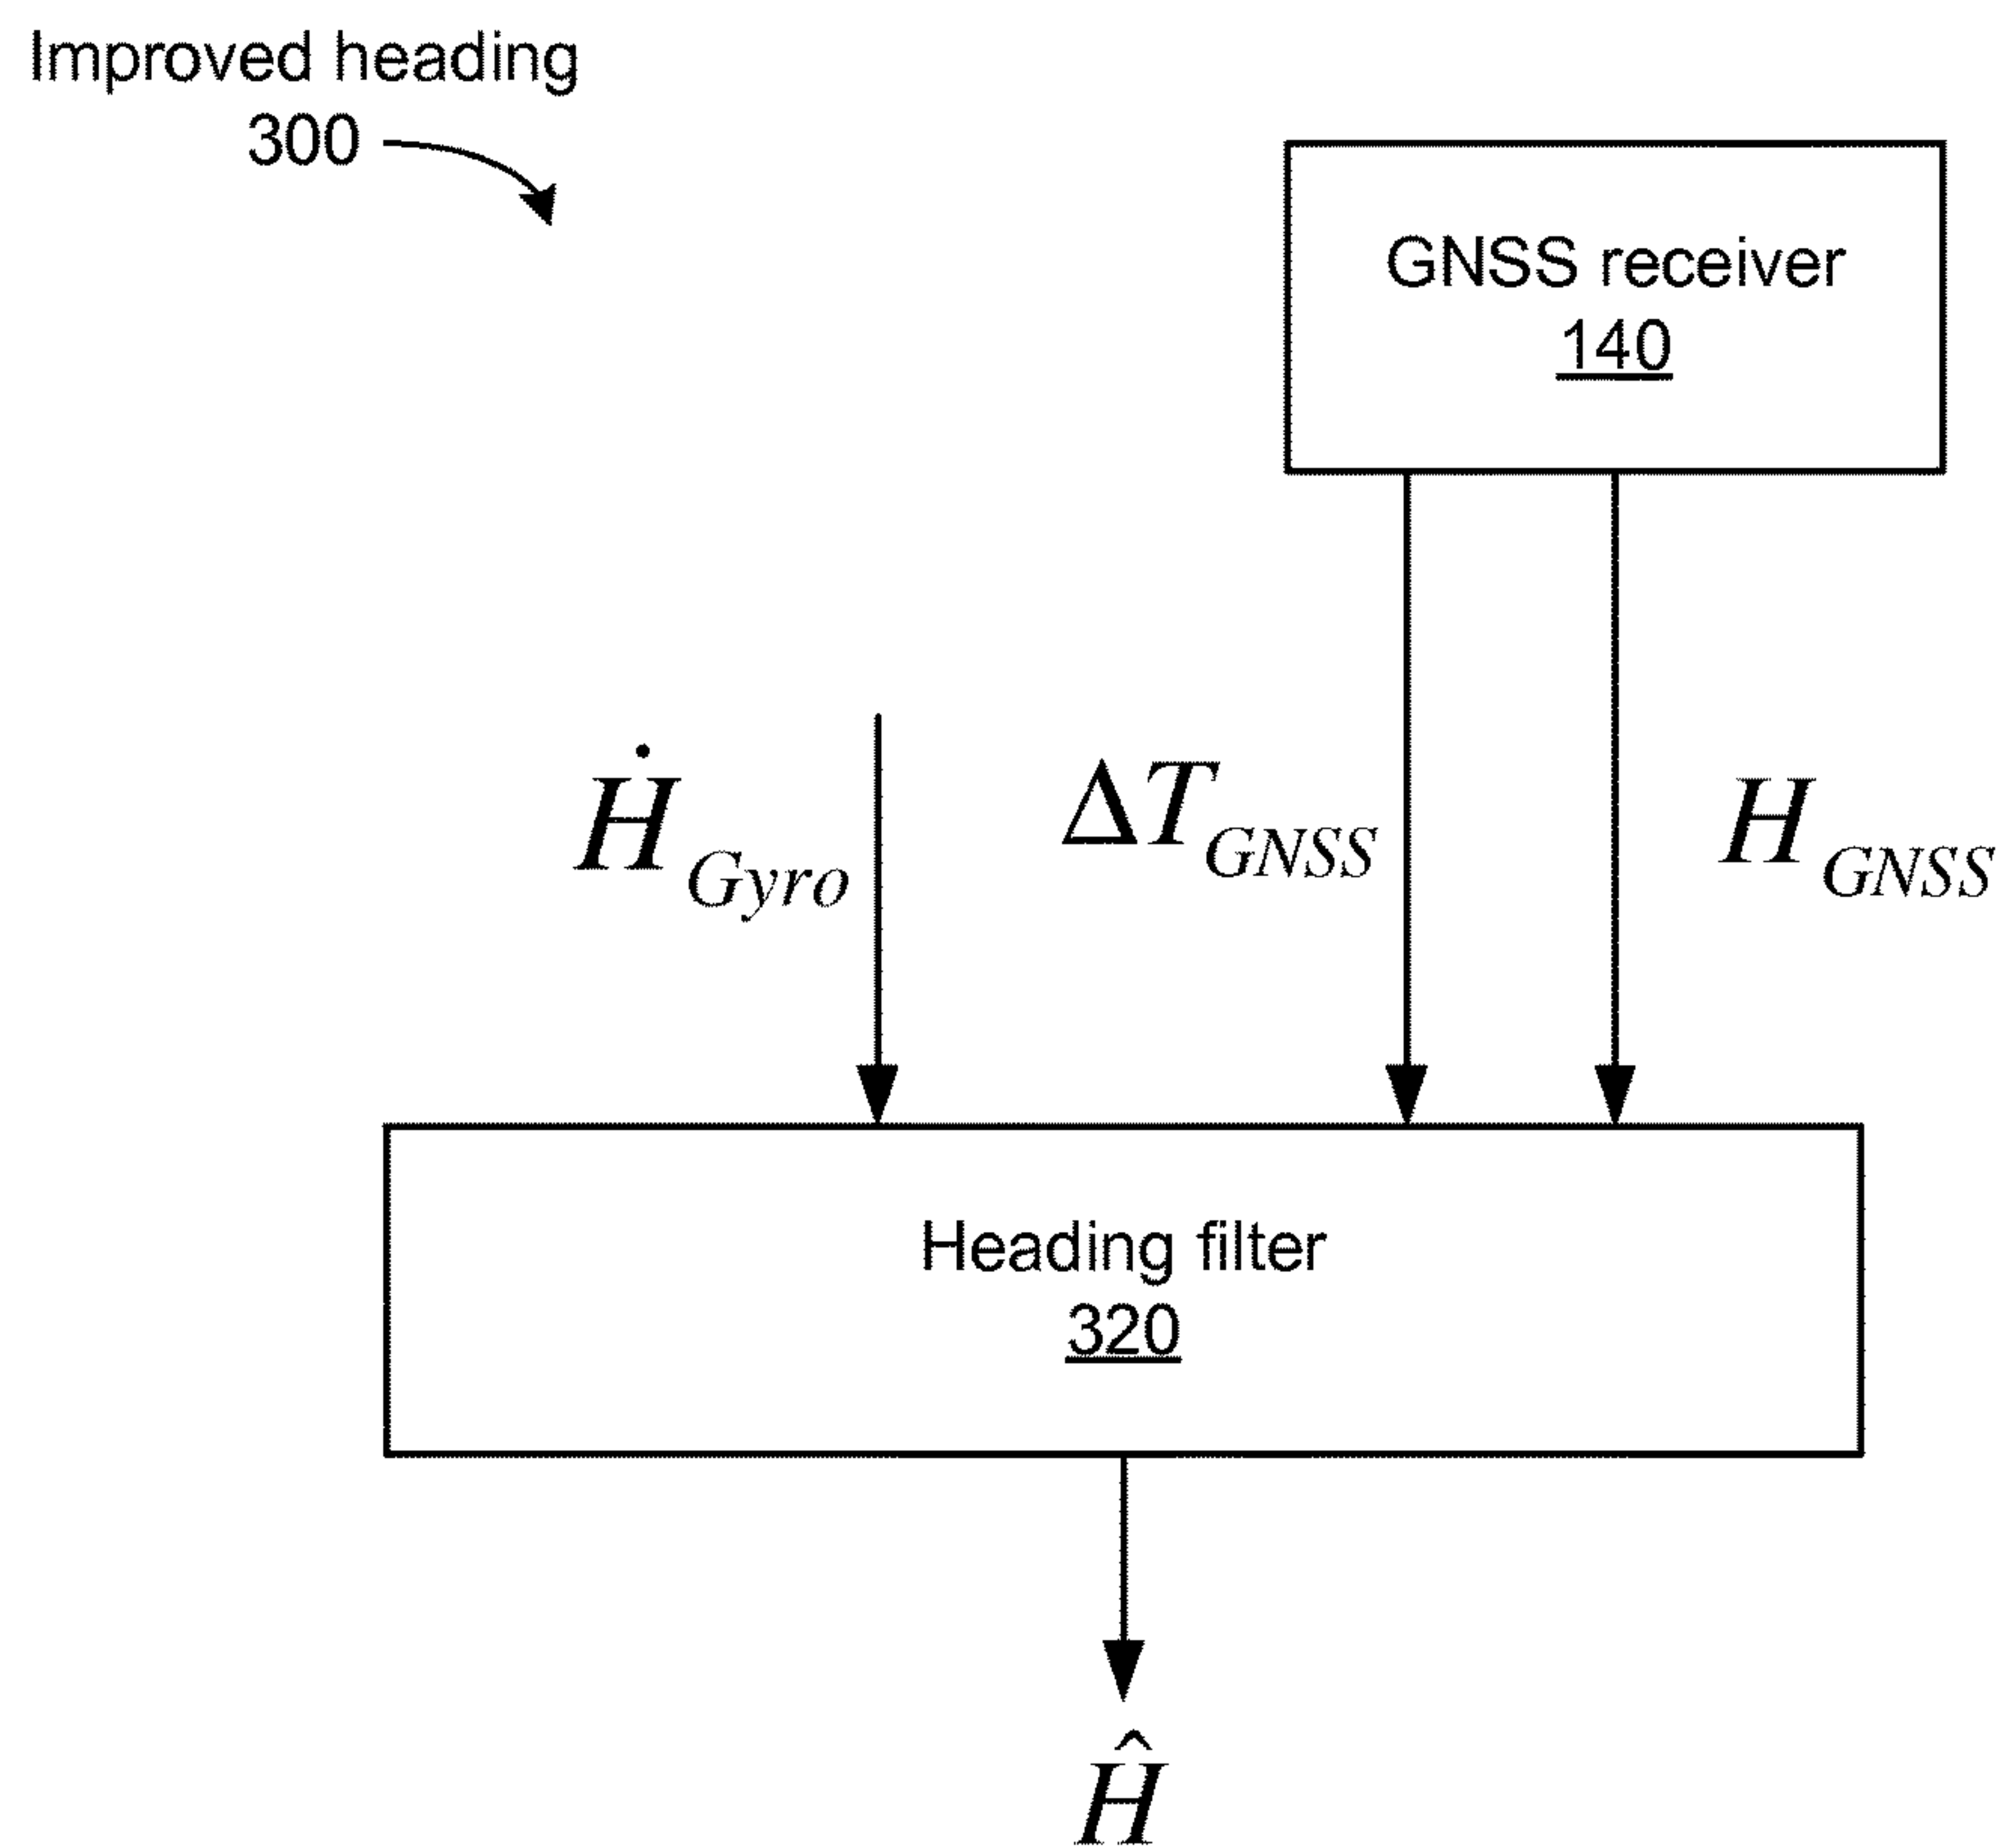 Improved heading
300
GNSS receiver
140
Ḣ_Gyro
ΔT_GNSS
H_GNSS
Heading filter
320
Ĥ